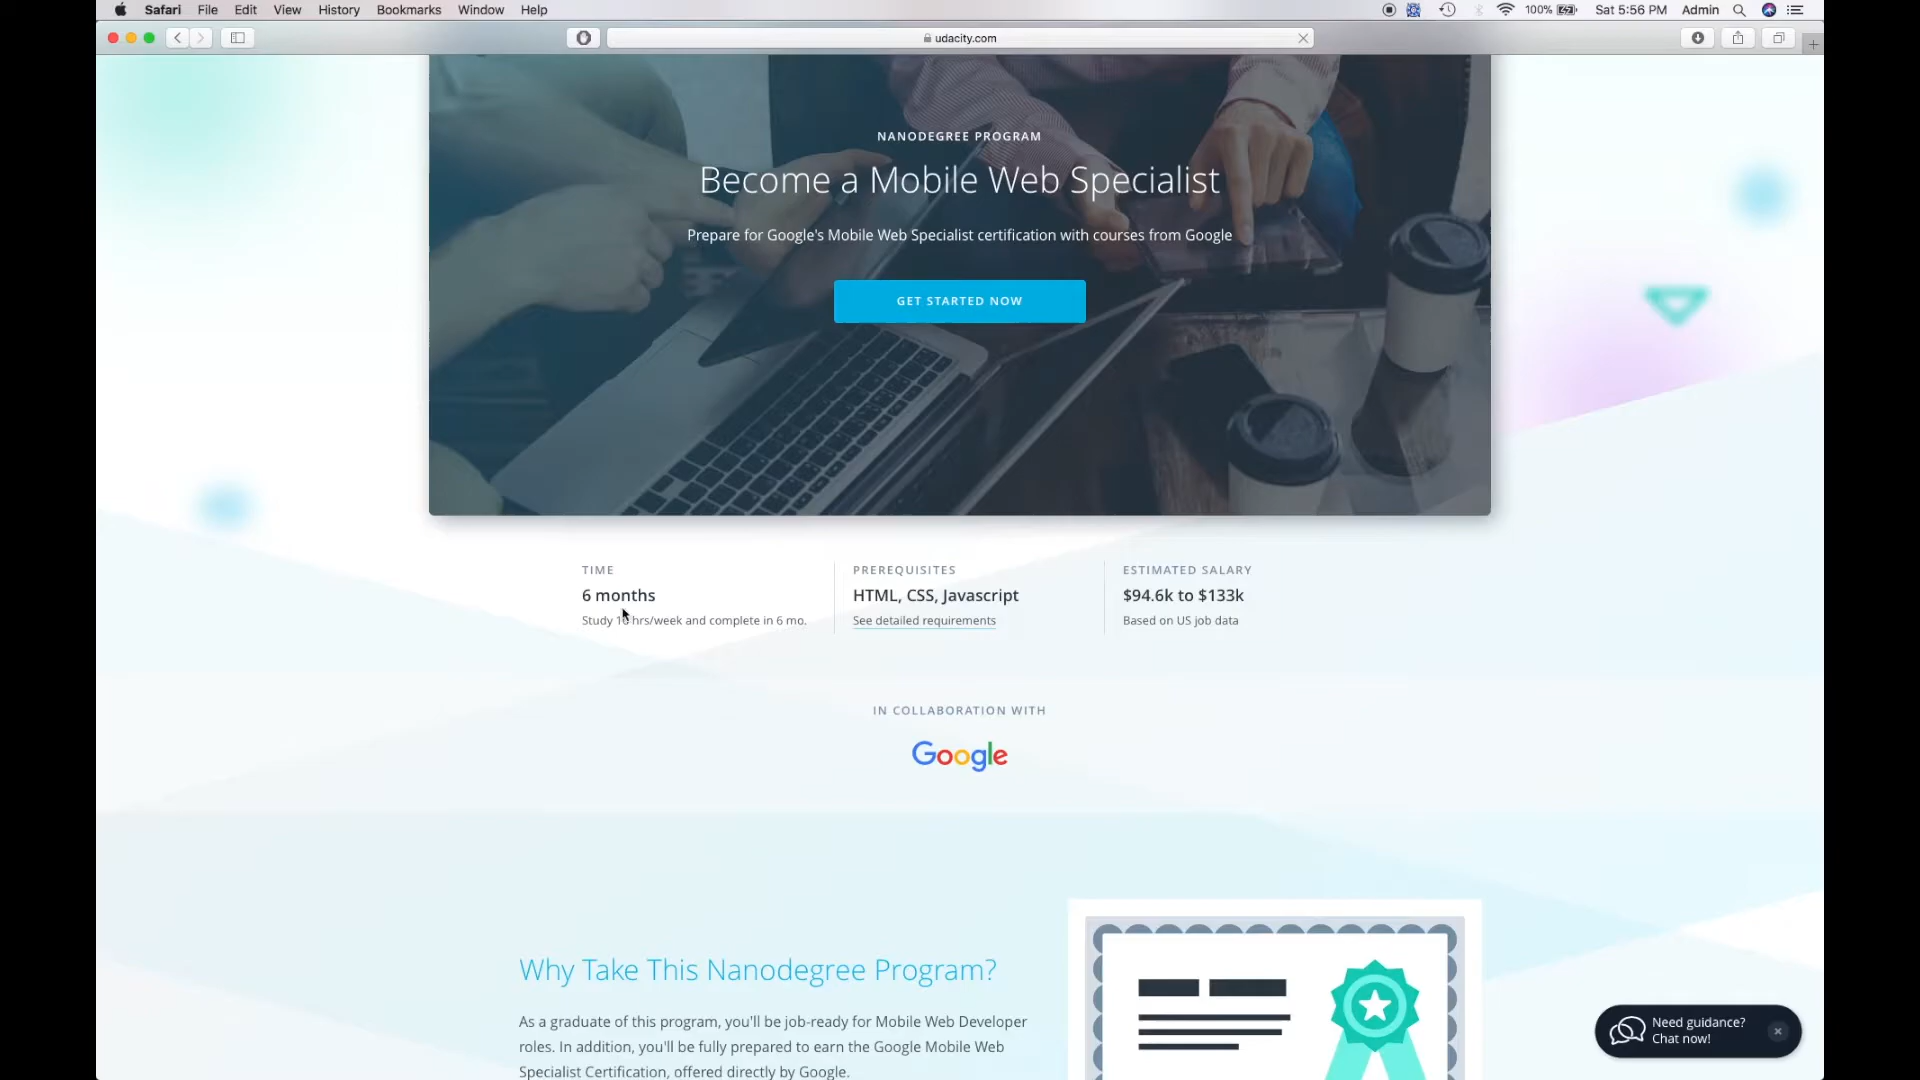 Safari File Edit View History Bookmarks Window Help 100% Sat 5:56 PM Admin
udacity.com
NANODEGREE PROGRAM
Become a Mobile Web Specialist
Prepare for Google's Mobile Web Specialist certification with courses from Google
GET STARTED NOW
TIME
6 months
Study 10 hrs/week and complete in 6 mo.
PREREQUISITES
HTML, CSS, Javascript
See detailed requirements
ESTIMATED SALARY
$94.6k to $133k
Based on US job data
IN COLLABORATION WITH
Google
Why Take This Nanodegree Program?
As a graduate of this program, you'll be job-ready for Mobile Web Developer
roles. In addition, you'll be fully prepared to earn the Google Mobile Web
Specialist Certification, offered directly by Google.
Need guidance?
Chat now!